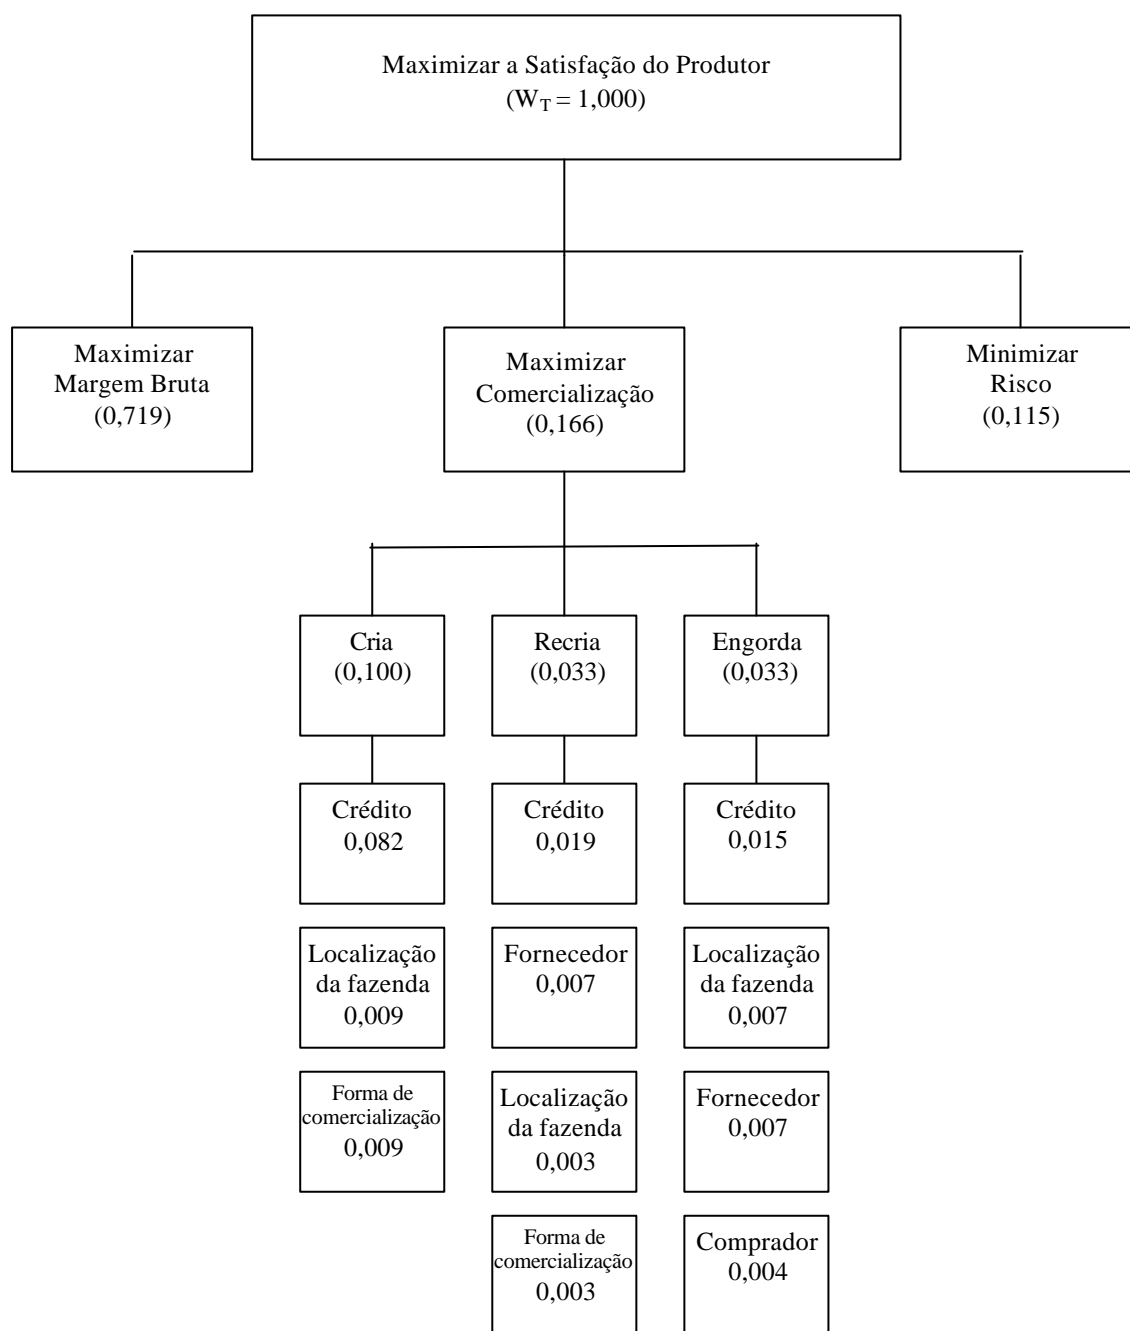 Maximizar a Satisfação do Produtor
(W_T = 1,000)
Maximizar
Margem Bruta
(0,719)
Maximizar
Comercialização
(0,166)
Minimizar
Risco
(0,115)
Cria
(0,100)
Recria
(0,033)
Engorda
(0,033)
Crédito
0,082
Crédito
0,019
Crédito
0,015
Localização
da fazenda
0,009
Fornecedor
0,007
Localização
da fazenda
0,007
Forma de
comercialização
0,009
Localização
da fazenda
0,003
Fornecedor
0,007
Forma de
comercialização
0,003
Comprador
0,004